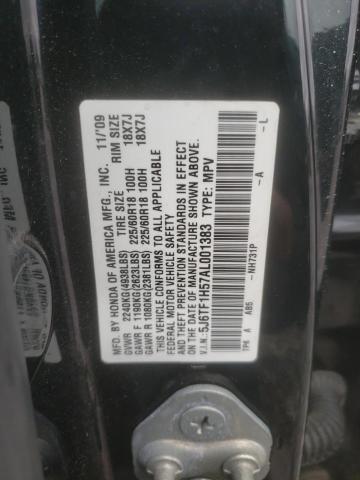 MFD. BY HONDA OF AMERICA MFG., INC. 11/'09
TIRE SIZE RIM SIZE
GVWR 2240KG(4938LBS)
GAWR F 1190KG(2623LBS) 225/60R18 100H 18X7J
GAWR R 1080KG(2381LBS) 225/60R18 100H 18X7J
THIS VEHICLE CONFORMS TO ALL APPLICABLE
FEDERAL MOTOR VEHICLE SAFETY
AND THEFT PREVENTION STANDARDS IN EFFECT
ON THE DATE OF MANUFACTURE SHOWN ABOVE.
V.I.N.: 5J6TF1H57AL001383 TYPE: MPV
NH731P -A -L
TP6 A AB5